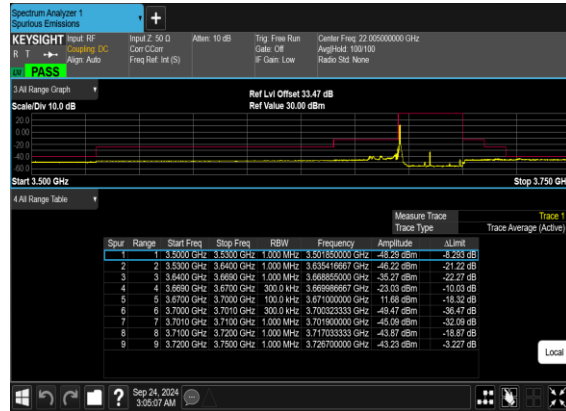 Spectrum Analyzer 1
Spurious Emissions
+
KEYSIGHT Input: RF Input Z: 50 Ω Atten: 10 dB Trig: Free Run Center Freq: 22.005000000 GHz
R T Coupling: DC Corr CCorr Gate: Off Avg|Hold: 100/100
Align: Auto Freq Ref: Int (S) IF Gain: Low Radio Std: None
PASS
3 All Range Graph
Ref Lvl Offset 33.47 dB
Scale/Div 10.0 dB Ref Value 30.00 dBm
20.0
0.00
-20.0
-40.0
-60.0
Start 3.500 GHz Stop 3.750 GH
4 All Range Table
Measure Trace Trace 1
Trace Type Trace Average (Active)
Spur Range Start Freq Stop Freq RBW Frequency Amplitude ΔLimit
1 1 3.5000 GHz 3.5300 GHz 1.000 MHz 3.501850000 GHz -48.29 dBm -8.293 dB
2 2 3.5300 GHz 3.6400 GHz 1.000 MHz 3.635416667 GHz -46.22 dBm -21.22 dB
3 3 3.6400 GHz 3.6690 GHz 1.000 MHz 3.668855000 GHz -35.27 dBm -22.27 dB
4 4 3.6690 GHz 3.6700 GHz 300.0 kHz 3.669986667 GHz -23.03 dBm -10.03 dB
5 5 3.6700 GHz 3.7000 GHz 100.0 kHz 3.671000000 GHz 11.68 dBm -18.32 dB
6 6 3.7000 GHz 3.7010 GHz 300.0 kHz 3.700323333 GHz -49.47 dBm -36.47 dB
7 7 3.7010 GHz 3.7100 GHz 1.000 MHz 3.701900000 GHz -45.09 dBm -32.09 dB
8 8 3.7100 GHz 3.7200 GHz 1.000 MHz 3.717033333 GHz -43.87 dBm -18.87 dB
9 9 3.7200 GHz 3.7500 GHz 1.000 MHz 3.726700000 GHz -43.23 dBm -3.227 dB
Local
?
Sep 24, 2024
3:05:07 AM